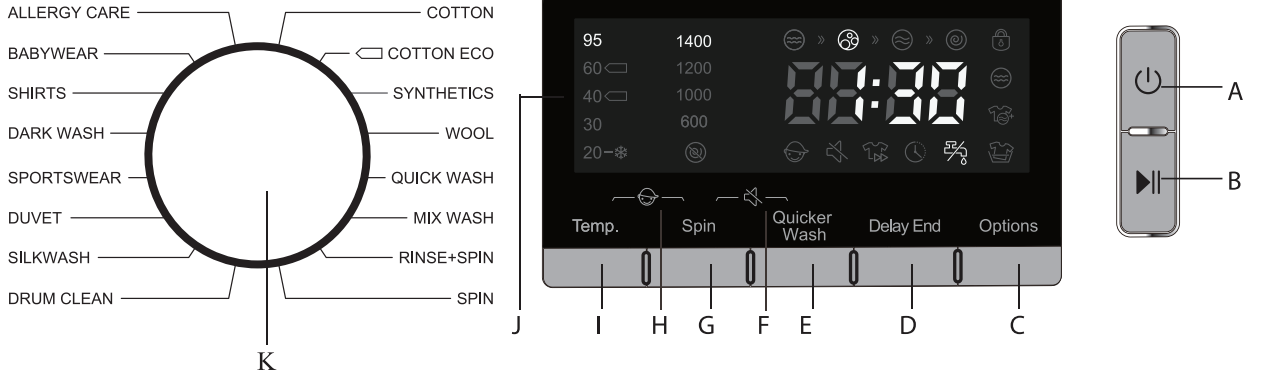 ALLERGY CARE
BABYWEAR
SHIRTS
DARK WASH
SPORTSWEAR
DUVET
SILKWASH
DRUM CLEAN
COTTON
COTTON ECO
SYNTHETICS
WOOL
QUICK WASH
MIX WASH
RINSE+SPIN
SPIN
K
95 1400
60 1200
40 1000
30 600
20-
1:30
Temp. Spin Quicker Wash Delay End Options
J I H G F E D C
A
B